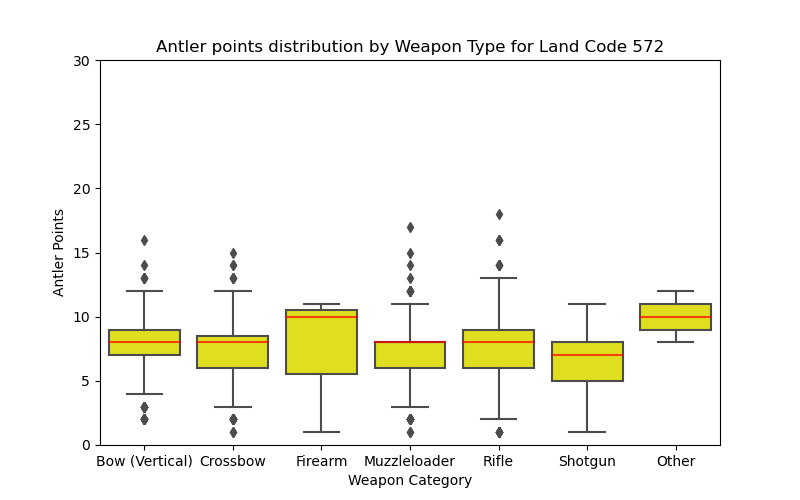 Antler points distribution by Weapon Type for Land Code 572
30
25
20
15
10
5
0
Antler Points
Bow (Vertical) Crossbow Firearm Muzzleloader Rifle Shotgun Other
Weapon Category